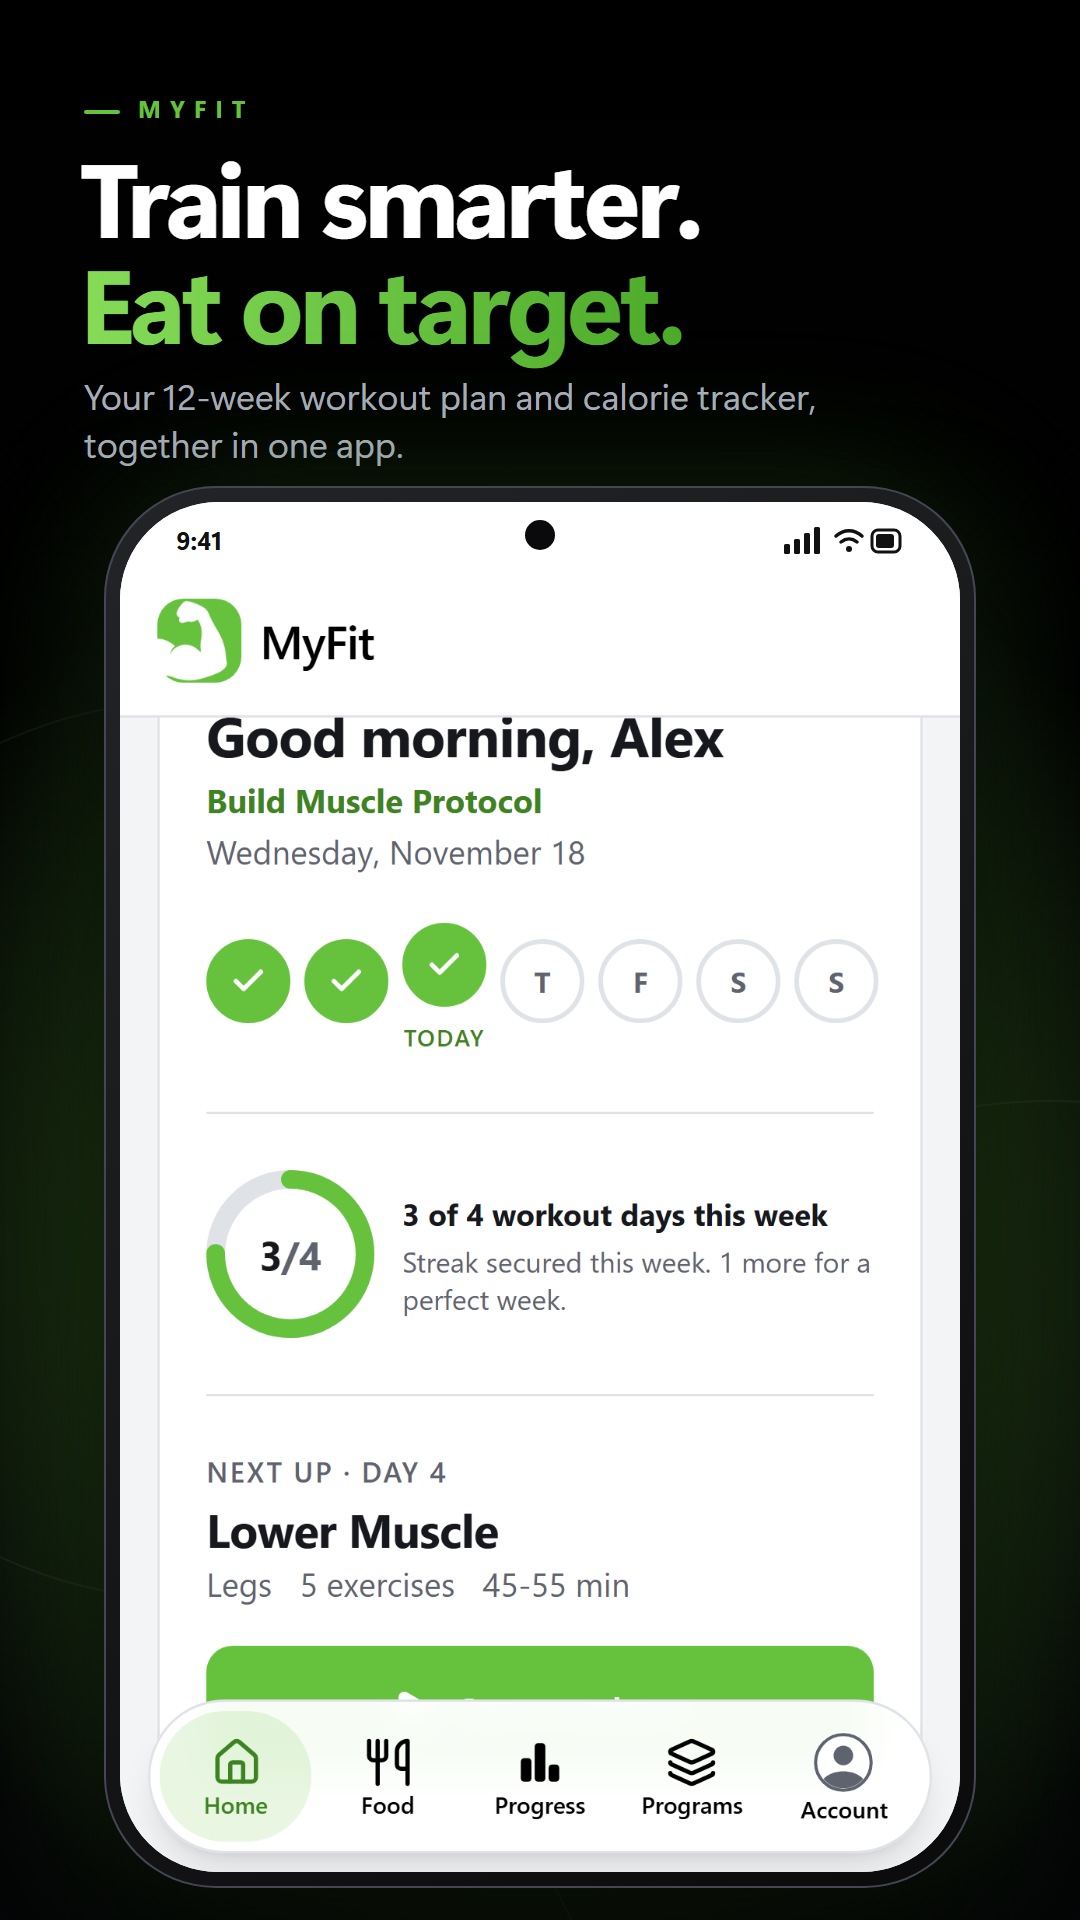 MYFIT
Train smarter.
Eat on target.
Your 12-week workout plan and calorie tracker,
together in one app.
9:41
MyFit
Good morning, Alex
Build Muscle Protocol
Wednesday, November 18
T F S S
TODAY
3/4
3 of 4 workout days this week
Streak secured this week. 1 more for a
perfect week.
NEXT UP · DAY 4
Lower Muscle
Legs 5 exercises 45-55 min
Home Food Progress Programs Account